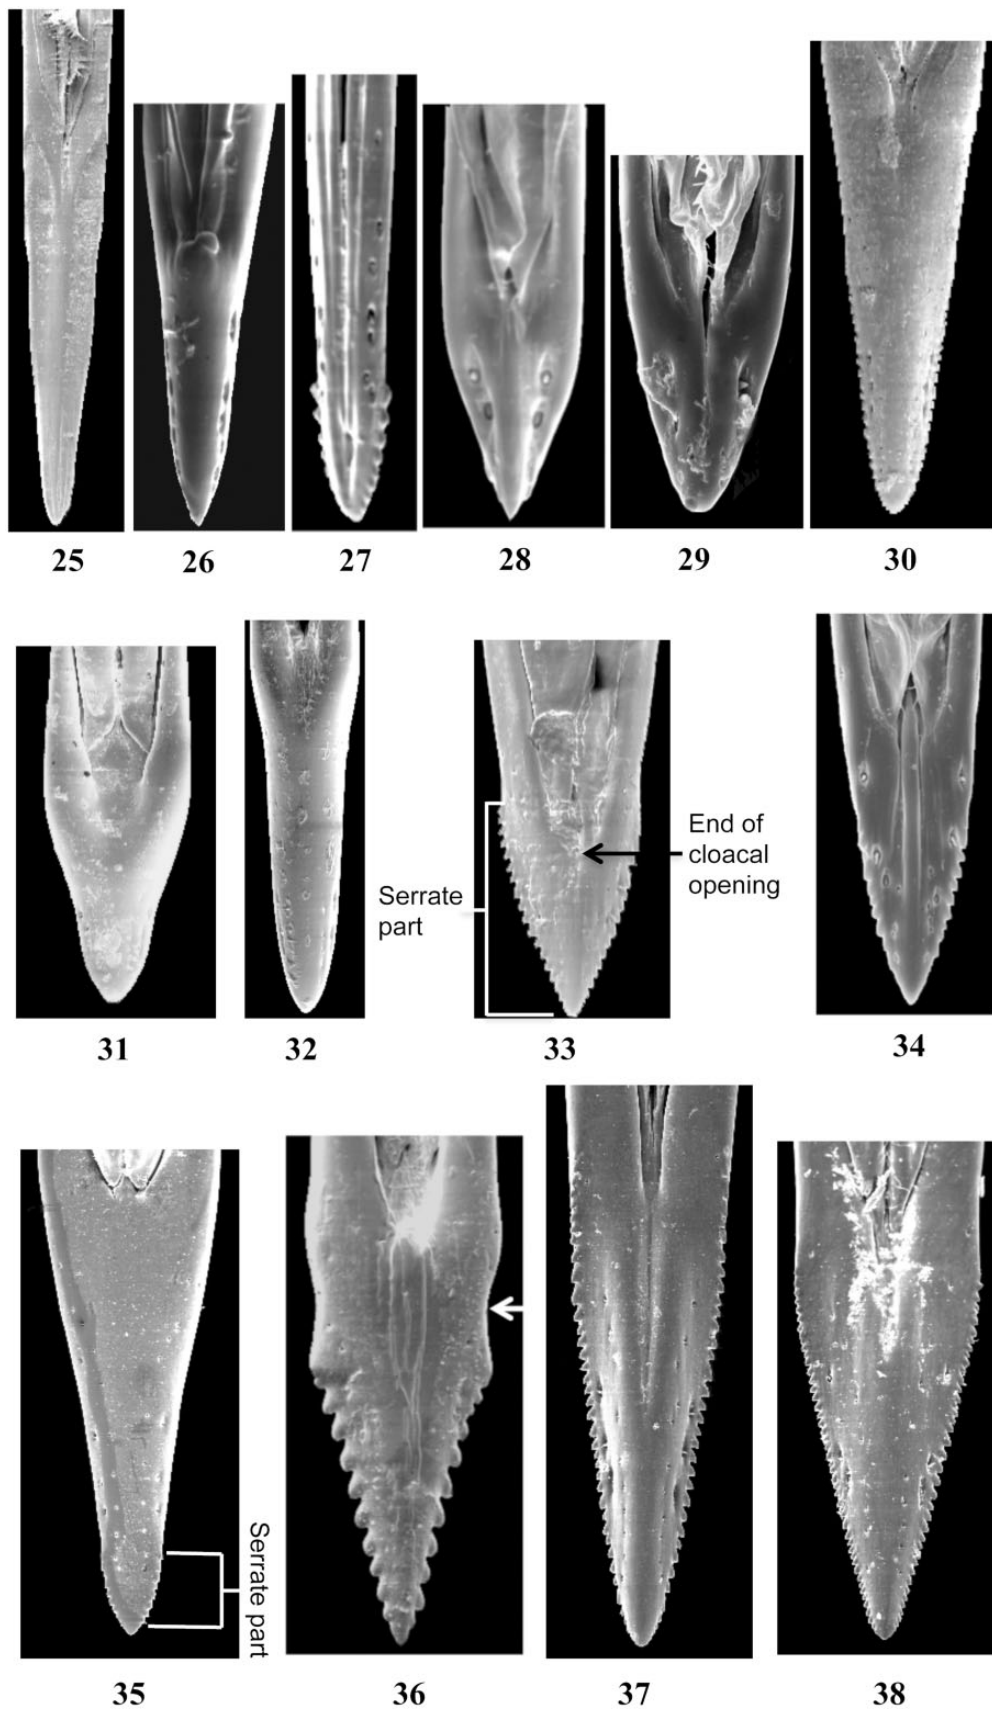 25
26
27
28
29
30
End of
cloacal
opening
Serrate
part
31
32
33
34
Serrate part
35
36
37
38